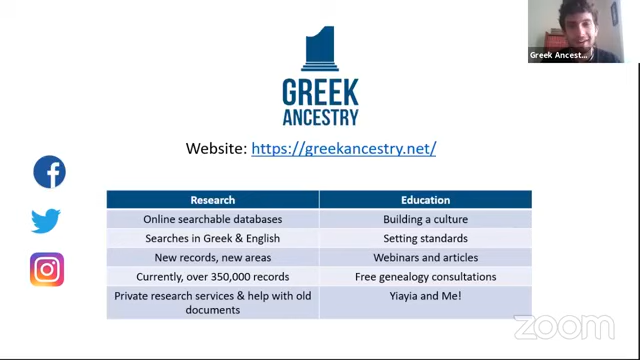 Greek Ancest...
GREEK
ANCESTRY
Website: https://greekancestry.net/
Research
Education
Online searchable databases
Building a culture
Searches in Greek & English
Setting standards
New records, new areas
Webinars and articles
Currently, over 350,000 records
Free genealogy consultations
Private research services & help with old
documents
Yiayia and Me!
zoom